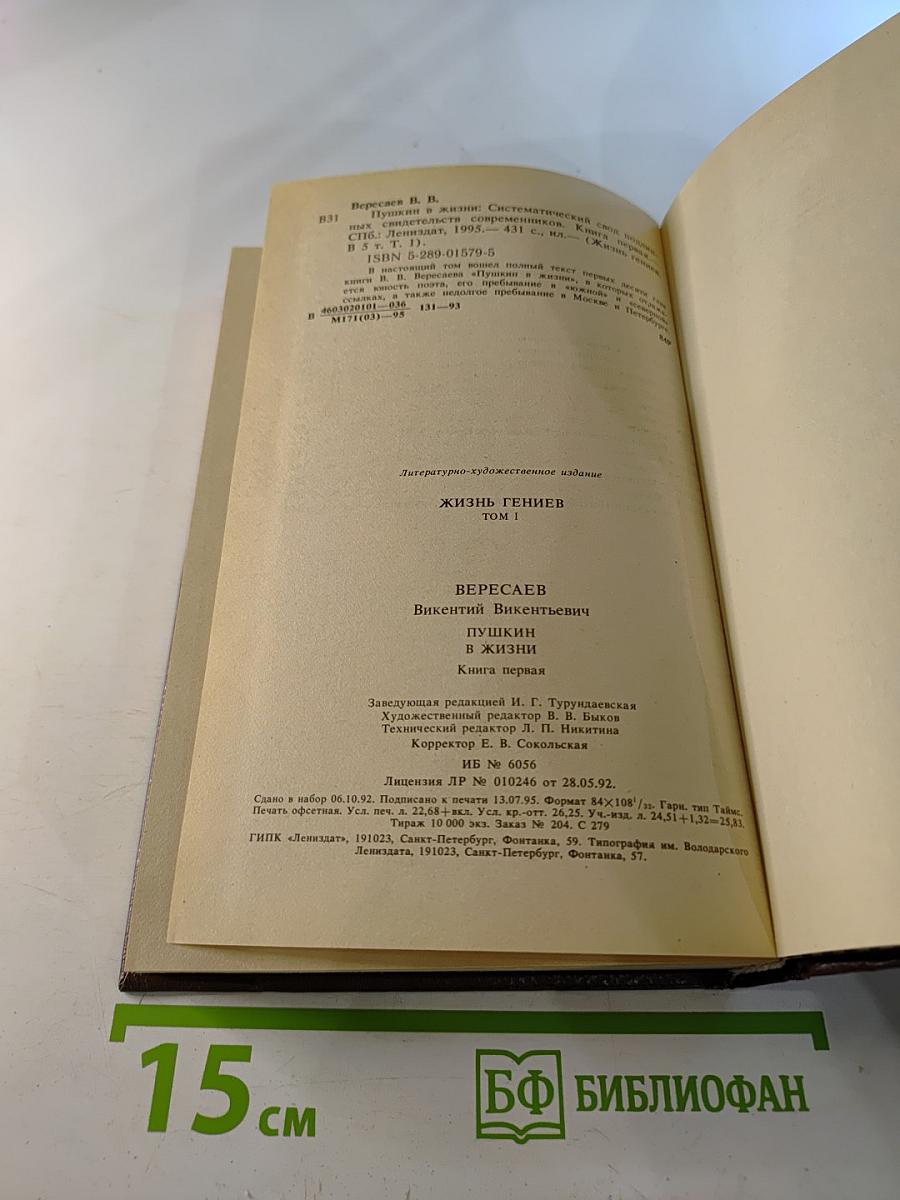 Вересаев В. В.
В31 Пушкин в жизни: Систематический свод подлин-
ных свидетельств современников. Книга первая
СПб.: Лениздат, 1995.— 431 с., ил.— (Жизнь гениев
В 5 т. Т. 1).
ISBN 5-289-01579-5
В настоящий том вошел полный текст первых десяти глав
книги В. В. Вересаева «Пушкин в жизни», в которых отража-
ется юность поэта, его пребывание в «южной» и «северной»
ссылках, а также недолгое пребывание в Москве и Петербурге.
В 4603020101—036 131—93
М171(03)—95
84Р
Литературно-художественное издание
ЖИЗНЬ ГЕНИЕВ
ТОМ I
ВЕРЕСАЕВ
Викентий Викентьевич
ПУШКИН
В ЖИЗНИ
Книга первая
Заведующая редакцией И. Г. Турундаевская
Художественный редактор В. В. Быков
Технический редактор Л. П. Никитина
Корректор Е. В. Сокольская
ИБ № 6056
Лицензия ЛР № 010246 от 28.05.92.
Сдано в набор 06.10.92. Подписано к печати 13.07.95. Формат 84×108¹/₃₂. Гарн. тип Таймс.
Печать офсетная. Усл. печ. л. 22,68+вкл. Усл. кр.-отт. 26,25. Уч.-изд. л. 24,51+1,32=25,83.
Тираж 10 000 экз. Заказ № 204. С 279
ГИПК «Лениздат», 191023, Санкт-Петербург, Фонтанка, 59. Типография им. Володарского
Лениздата, 191023, Санкт-Петербург, Фонтанка, 57.
15 см
БФ БИБЛИОФАН